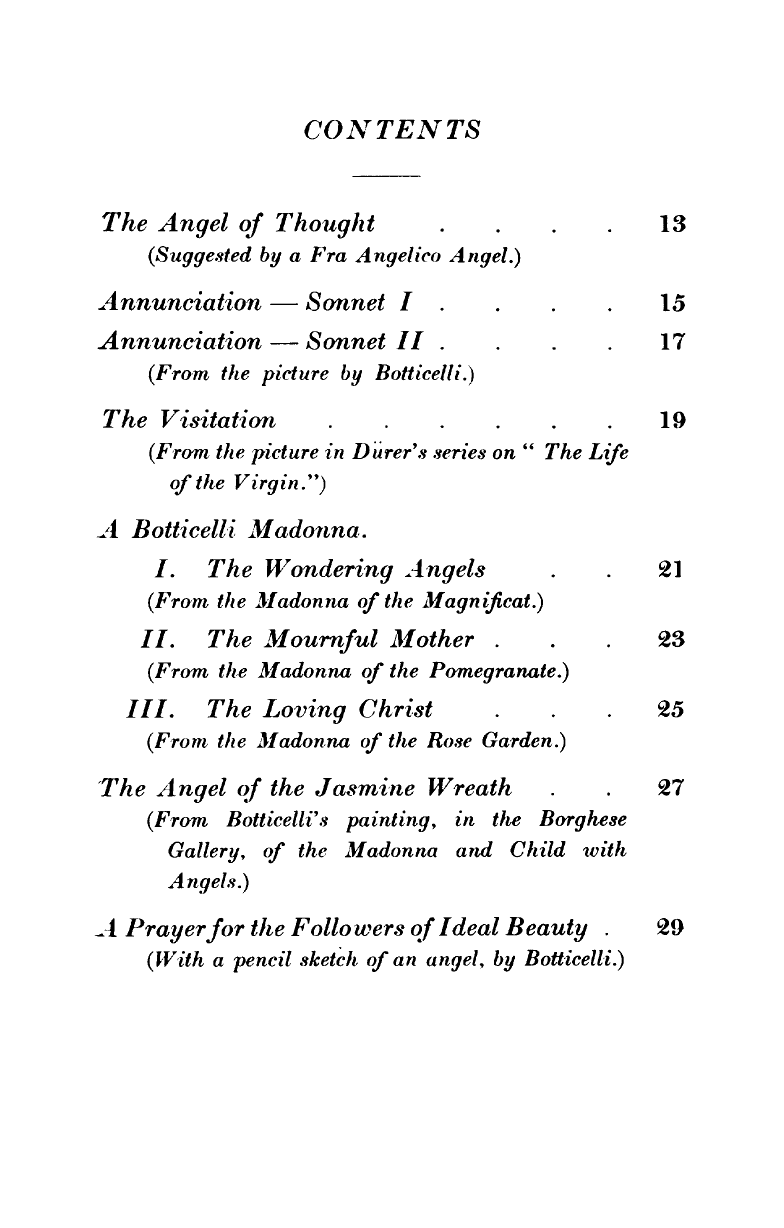 CONTENTS
The Angel of Thought . . . . 13
(Suggested by a Fra Angelico Angel.)
Annunciation — Sonnet I . . . . 15
Annunciation — Sonnet II . . . . 17
(From the picture by Botticelli.)
The Visitation . . . . . . 19
(From the picture in Dürer's series on " The Life
of the Virgin.")
A Botticelli Madonna.
I. The Wondering Angels . . 21
(From the Madonna of the Magnificat.)
II. The Mournful Mother . . . 23
(From the Madonna of the Pomegranate.)
III. The Loving Christ . . . 25
(From the Madonna of the Rose Garden.)
The Angel of the Jasmine Wreath . . 27
(From Botticelli's painting, in the Borghese
Gallery, of the Madonna and Child with
Angels.)
A Prayer for the Followers of Ideal Beauty . 29
(With a pencil sketch of an angel, by Botticelli.)